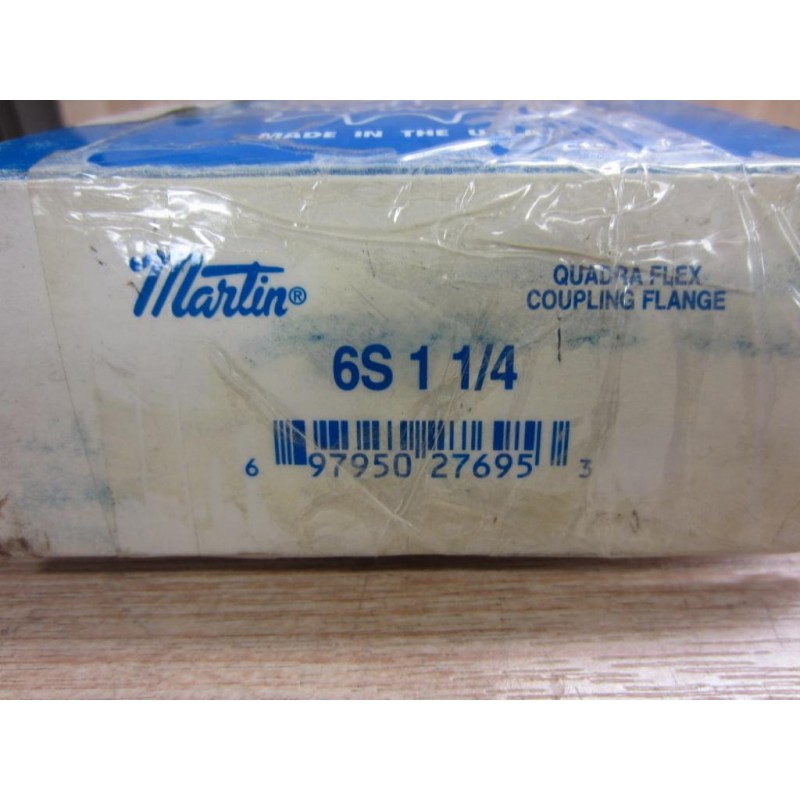 MADE IN THE U.S.A.
Martin®
QUADRA FLEX
COUPLING FLANGE
6S 1 1/4
6 97950 27695 3